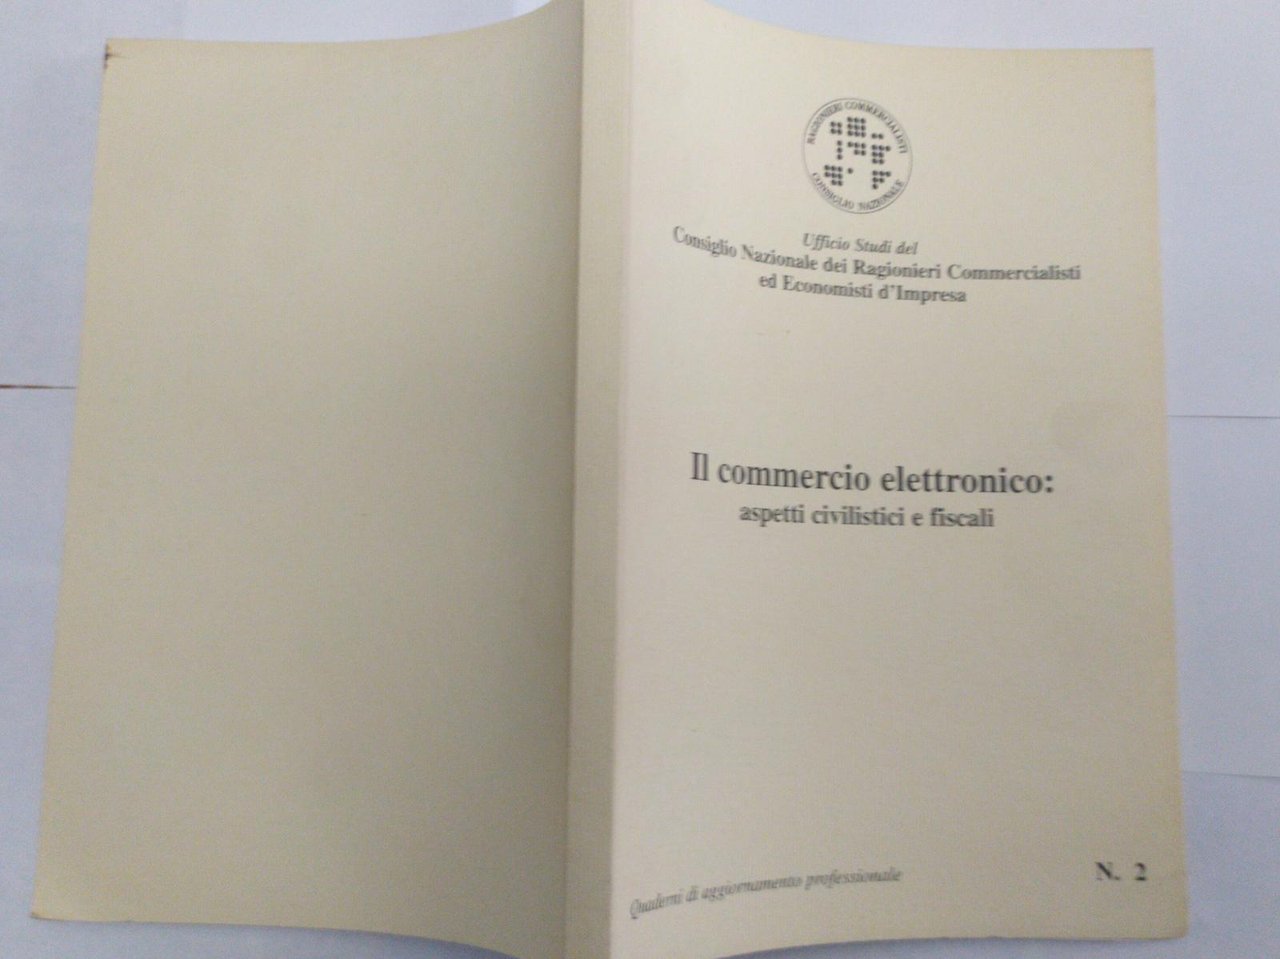 RAGIONIERI COMMERCIALISTI
CONSIGLIO NAZIONALE
Ufficio Studi del
Consiglio Nazionale dei Ragionieri Commercialisti
ed Economisti d'Impresa
Il commercio elettronico:
aspetti civilistici e fiscali
Quaderni di aggiornamento professionale
N. 2